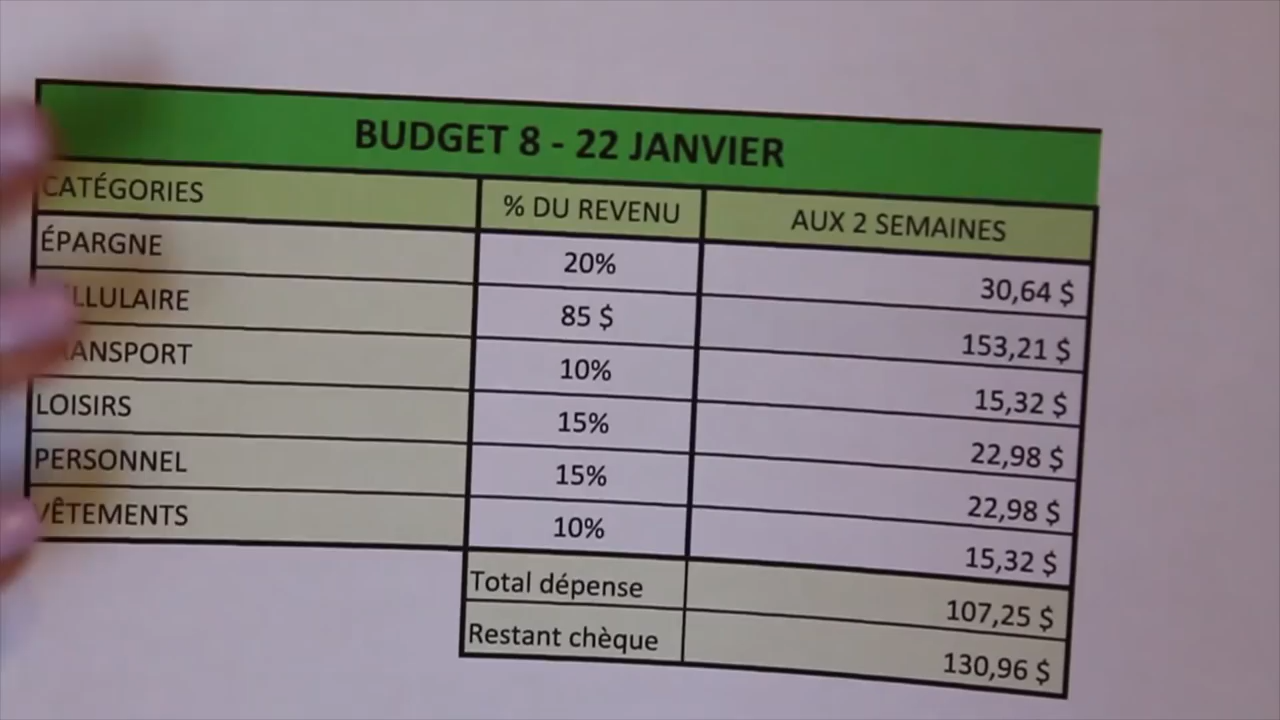 BUDGET 8 - 22 JANVIER
CATÉGORIES % DU REVENU AUX 2 SEMAINES
ÉPARGNE 20% 30,64 $
CELLULAIRE 85 $ 153,21 $
TRANSPORT 10% 15,32 $
LOISIRS 15% 22,98 $
PERSONNEL 15% 22,98 $
VÊTEMENTS 10% 15,32 $
Total dépense 107,25 $
Restant chèque 130,96 $